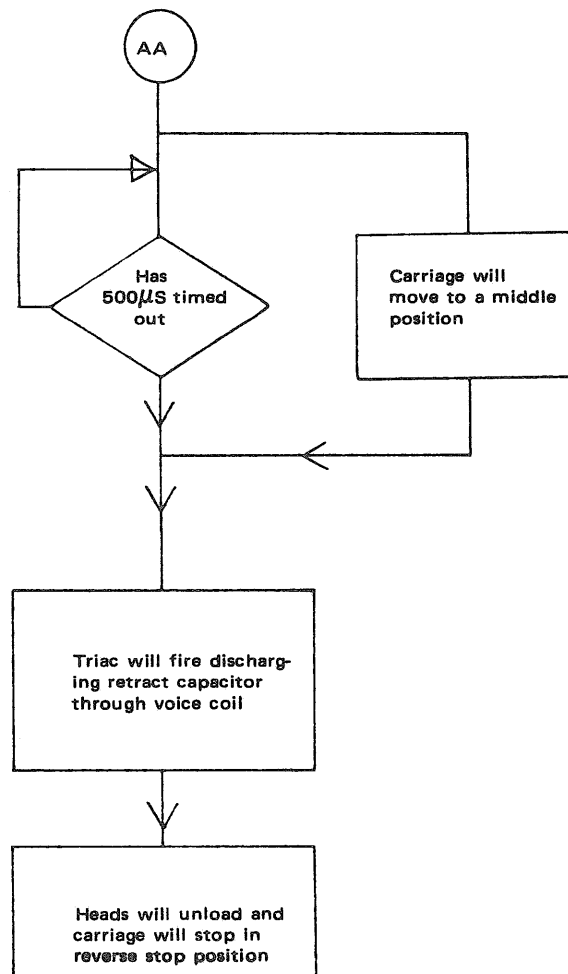 AA
Has
500μS timed
out
Carriage will
move to a middle
position
Triac will fire discharg-
ing retract capacitor
through voice coil
Heads will unload and
carriage will stop in
reverse stop position